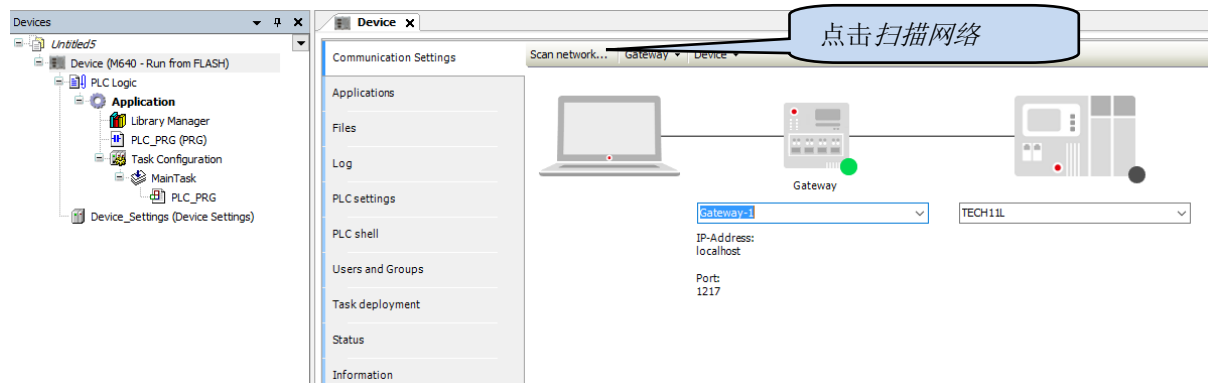 Devices
Untitled5
Device (M640 - Run from FLASH)
PLC Logic
Application
Library Manager
PLC_PRG (PRG)
Task Configuration
MainTask
PLC_PRG
Device_Settings (Device Settings)
Device
Communication Settings
Applications
Files
Log
PLC settings
PLC shell
Users and Groups
Task deployment
Status
Information
Scan network...
Gateway
Device
点击扫描网络
Gateway
Gateway-1
TECH11L
IP-Address:
localhost
Port:
1217